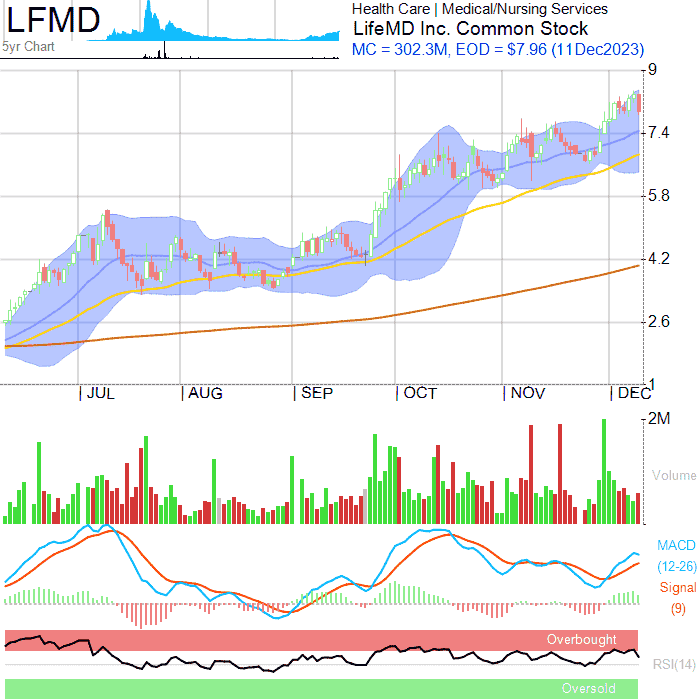 LFMD
5yr Chart
Health Care | Medical/Nursing Services
LifeMD Inc. Common Stock
MC = 302.3M, EOD = $7.96 (11Dec2023)
9
7.4
5.8
4.2
2.6
1
JUL
AUG
SEP
OCT
NOV
DEC
2M
Volume
MACD
(12-26)
Signal
(9)
Overbought
RSI(14)
Oversold